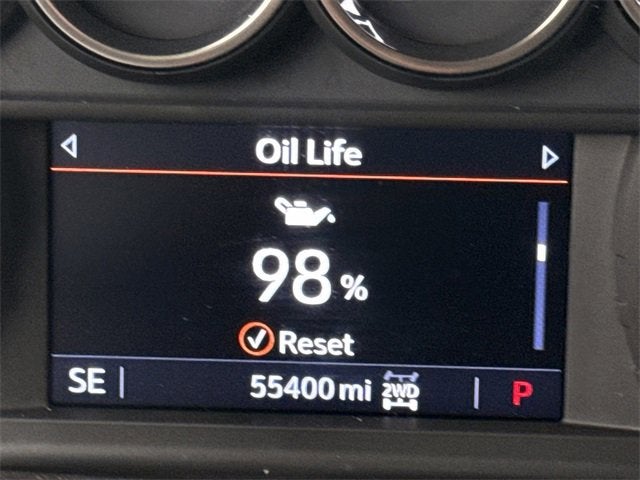 Oil Life
98%
Reset
SE 55400 mi 2WD P